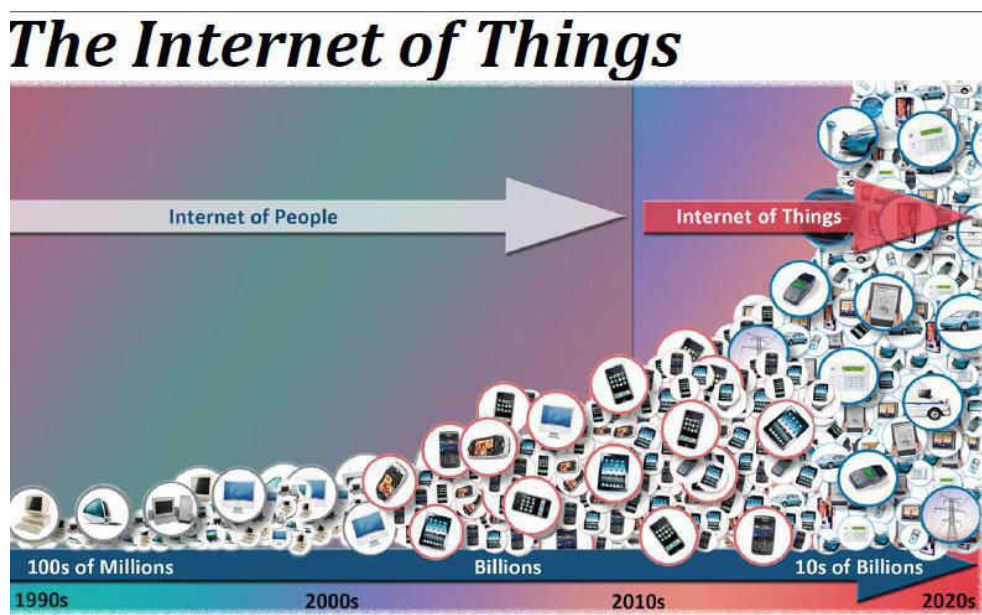 The Internet of Things
Internet of People
Internet of Things
100s of Millions
Billions
10s of Billions
1990s
2000s
2010s
2020s